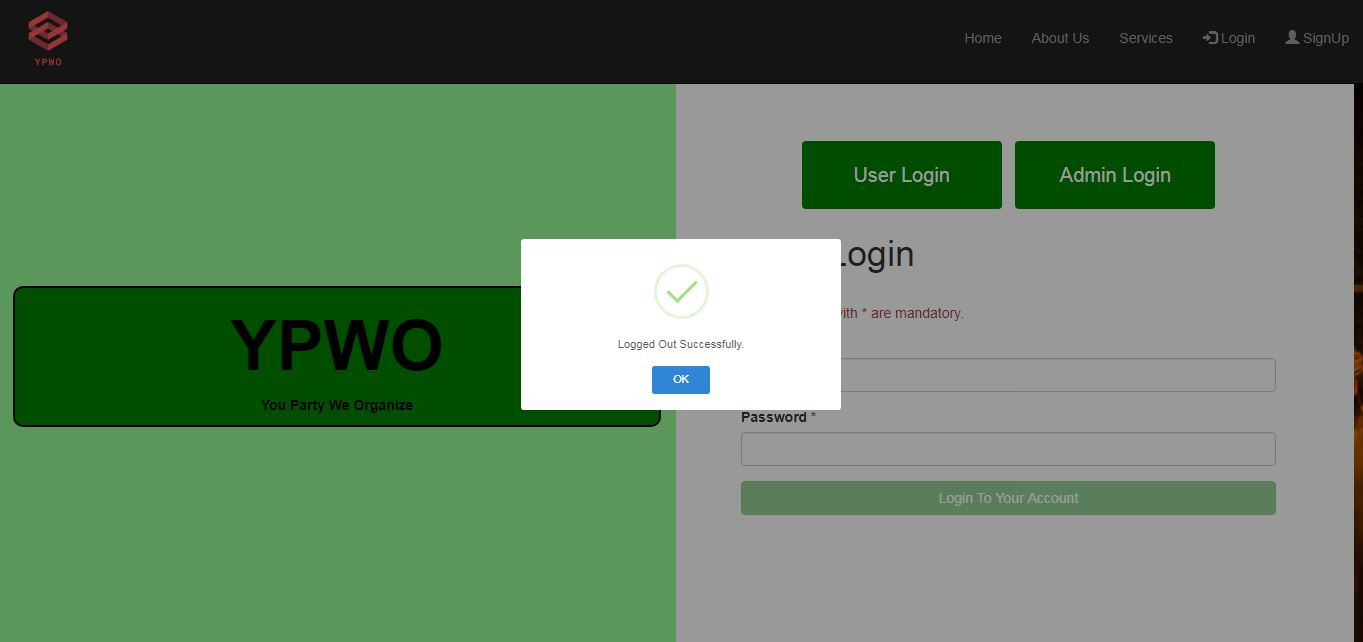 YPWO
Home About Us Services Login SignUp
User Login Admin Login
Login
with * are mandatory.
YPWO
You Party We Organize
Logged Out Successfully.
OK
Password *
Login To Your Account